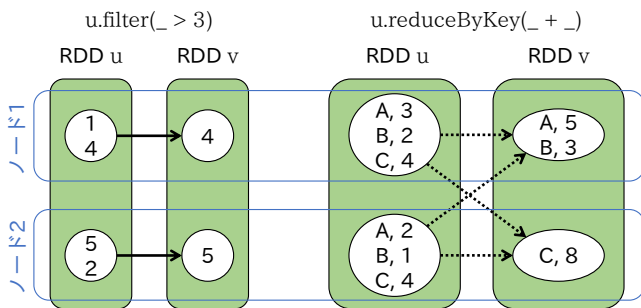 u.filter(_ > 3)
u.reduceByKey(_ + _)
RDD u
RDD v
RDD u
RDD v
ノード1
1
4
4
A, 3
B, 2
C, 4
A, 5
B, 3
ノード2
5
2
5
A, 2
B, 1
C, 4
C, 8